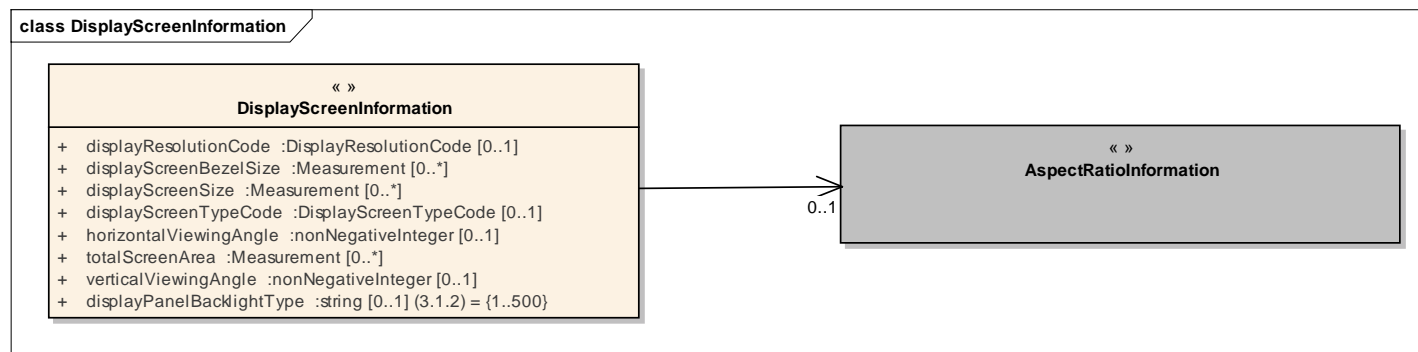 class DisplayScreenInformation
« »
DisplayScreenInformation
+ displayResolutionCode :DisplayResolutionCode [0..1]
+ displayScreenBezelSize :Measurement [0..*]
+ displayScreenSize :Measurement [0..*]
+ displayScreenTypeCode :DisplayScreenTypeCode [0..1]
+ horizontalViewingAngle :nonNegativeInteger [0..1]
+ totalScreenArea :Measurement [0..*]
+ verticalViewingAngle :nonNegativeInteger [0..1]
+ displayPanelBacklightType :string [0..1] (3.1.2) = {1..500}
« »
AspectRatioInformation
0..1